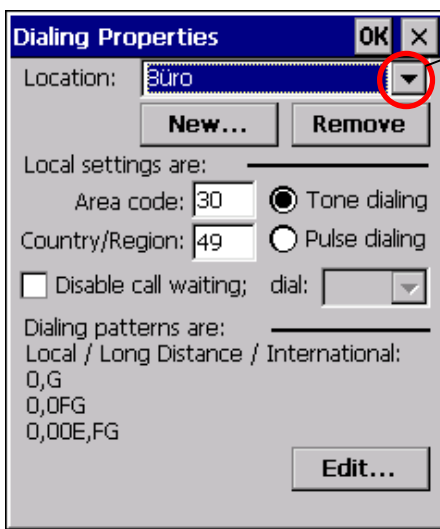 Dialing Properties OK ×
Location: Büro
New... Remove
Local settings are:
Area code: 30 Tone dialing
Country/Region: 49 Pulse dialing
Disable call waiting; dial:
Dialing patterns are:
Local / Long Distance / International:
0,G
0,0FG
0,00E,FG
Edit...